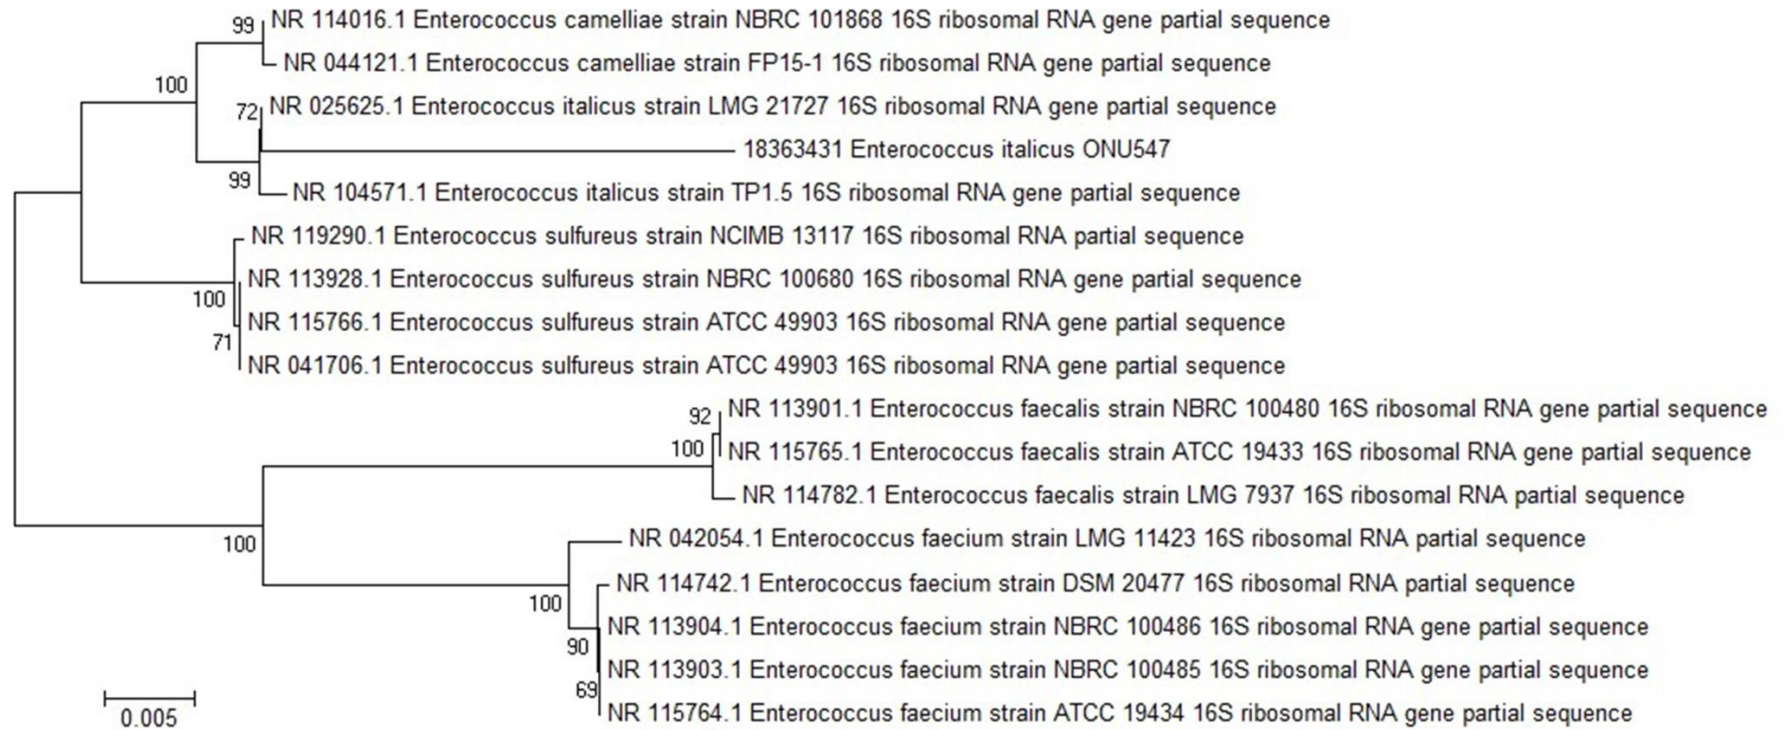 99
NR 114016.1 Enterococcus camelliae strain NBRC 101868 16S ribosomal RNA gene partial sequence
NR 044121.1 Enterococcus camelliae strain FP15-1 16S ribosomal RNA gene partial sequence
100
72
NR 025625.1 Enterococcus italicus strain LMG 21727 16S ribosomal RNA gene partial sequence
18363431 Enterococcus italicus ONU547
99
NR 104571.1 Enterococcus italicus strain TP1.5 16S ribosomal RNA gene partial sequence
NR 119290.1 Enterococcus sulfureus strain NCIMB 13117 16S ribosomal RNA partial sequence
NR 113928.1 Enterococcus sulfureus strain NBRC 100680 16S ribosomal RNA gene partial sequence
100
NR 115766.1 Enterococcus sulfureus strain ATCC 49903 16S ribosomal RNA gene partial sequence
71
NR 041706.1 Enterococcus sulfureus strain ATCC 49903 16S ribosomal RNA gene partial sequence
92
NR 113901.1 Enterococcus faecalis strain NBRC 100480 16S ribosomal RNA gene partial sequence
100
NR 115765.1 Enterococcus faecalis strain ATCC 19433 16S ribosomal RNA gene partial sequence
NR 114782.1 Enterococcus faecalis strain LMG 7937 16S ribosomal RNA partial sequence
100
NR 042054.1 Enterococcus faecium strain LMG 11423 16S ribosomal RNA partial sequence
NR 114742.1 Enterococcus faecium strain DSM 20477 16S ribosomal RNA partial sequence
100
NR 113904.1 Enterococcus faecium strain NBRC 100486 16S ribosomal RNA gene partial sequence
90
NR 113903.1 Enterococcus faecium strain NBRC 100485 16S ribosomal RNA gene partial sequence
69
NR 115764.1 Enterococcus faecium strain ATCC 19434 16S ribosomal RNA gene partial sequence
0.005